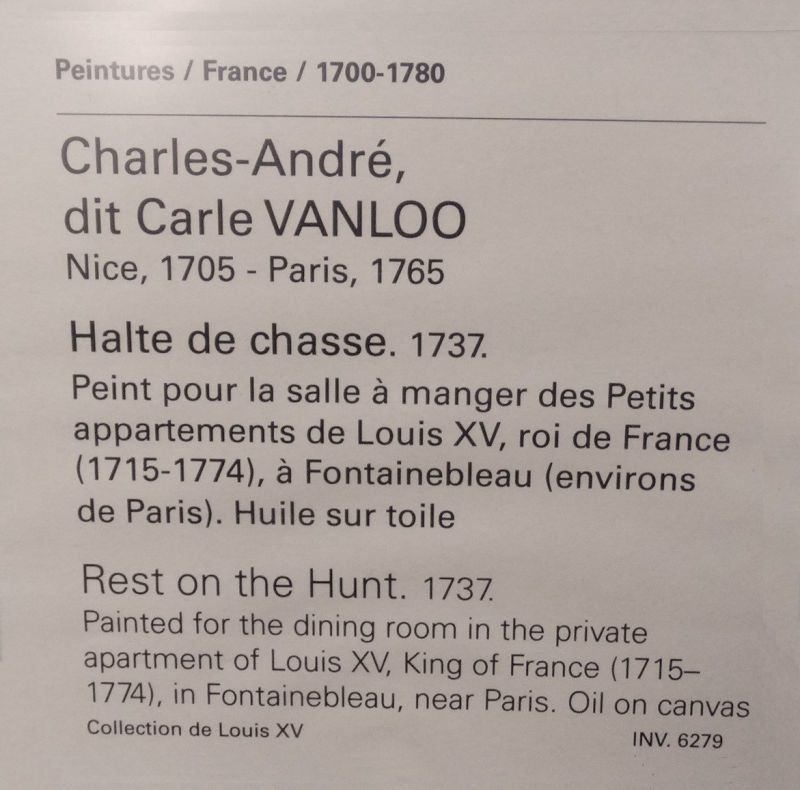 Peintures / France / 1700-1780
Charles-André,
dit Carle VANLOO
Nice, 1705 - Paris, 1765
Halte de chasse. 1737.
Peint pour la salle à manger des Petits
appartements de Louis XV, roi de France
(1715-1774), à Fontainebleau (environs
de Paris). Huile sur toile
Rest on the Hunt. 1737.
Painted for the dining room in the private
apartment of Louis XV, King of France (1715–
1774), in Fontainebleau, near Paris. Oil on canvas
Collection de Louis XV
INV. 6279